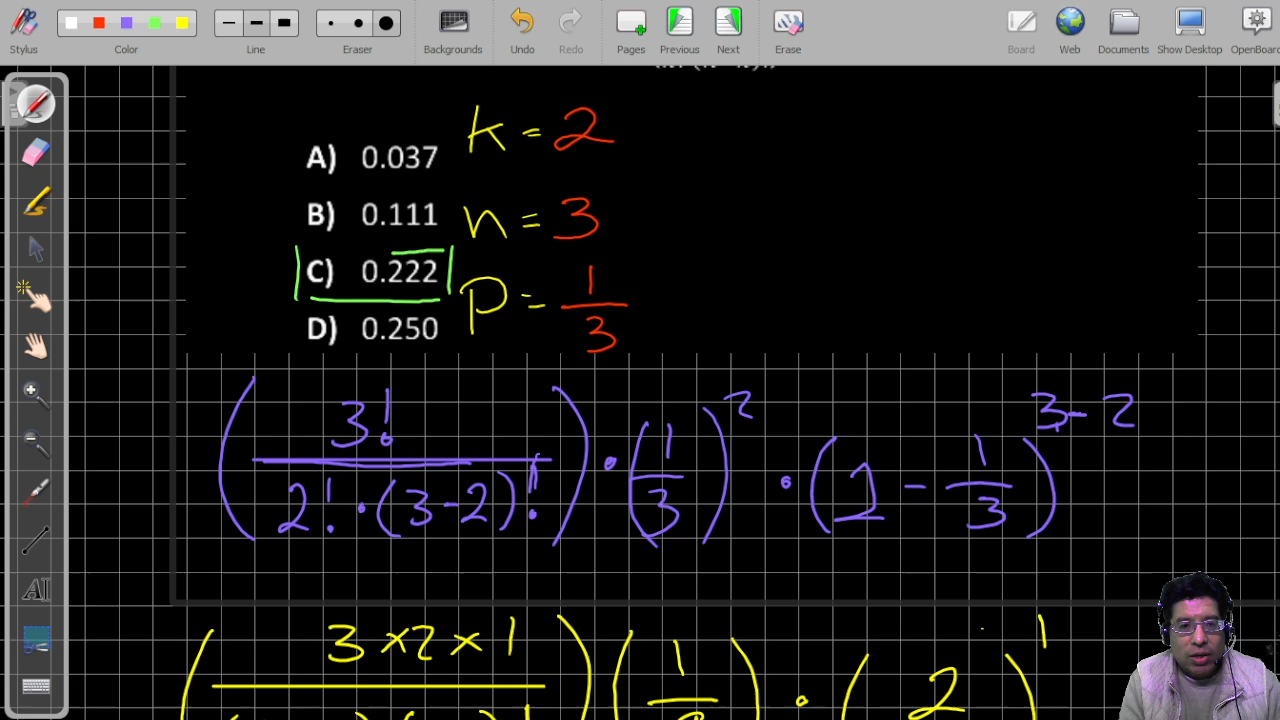 Stylus Color Line Eraser Backgrounds Undo Redo Pages Previous Next Erase Board Web Documents Show Desktop OpenBoard
k = 2
A) 0.037
B) 0.111
n = 3
C) 0.222
p = 1/3
D) 0.250
(3! / 2! · (3-2)!) · (1/3)² · (1 - 1/3)³⁻²
3 × 2 × 1
1
2
1